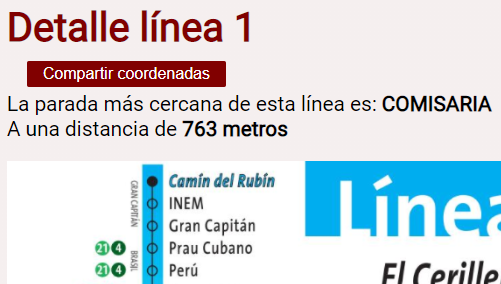 Detalle línea 1
Compartir coordenadas
La parada más cercana de esta línea es: COMISARIA
A una distancia de 763 metros
GRAN CAPITÁN
Camín del Rubín
INEM
Gran Capitán
21 4 Prau Cubano
BRASIL
21 4 Perú
Línea
El Cerille